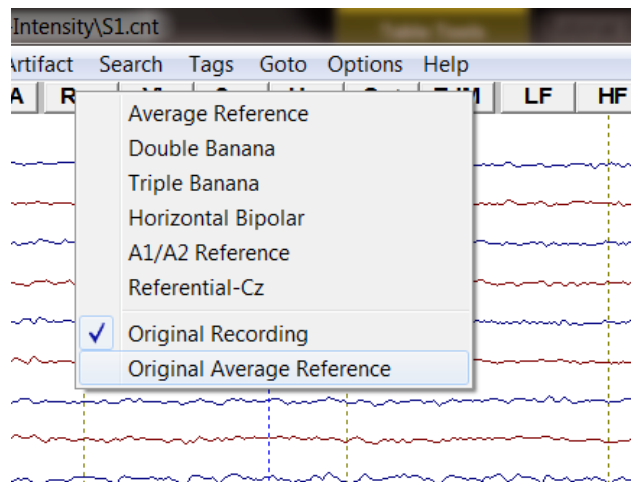 Intensity\S1.cnt
Artifact Search Tags Goto Options Help
A R LF HF
Average Reference
Double Banana
Triple Banana
Horizontal Bipolar
A1/A2 Reference
Referential-Cz
Original Recording
Original Average Reference